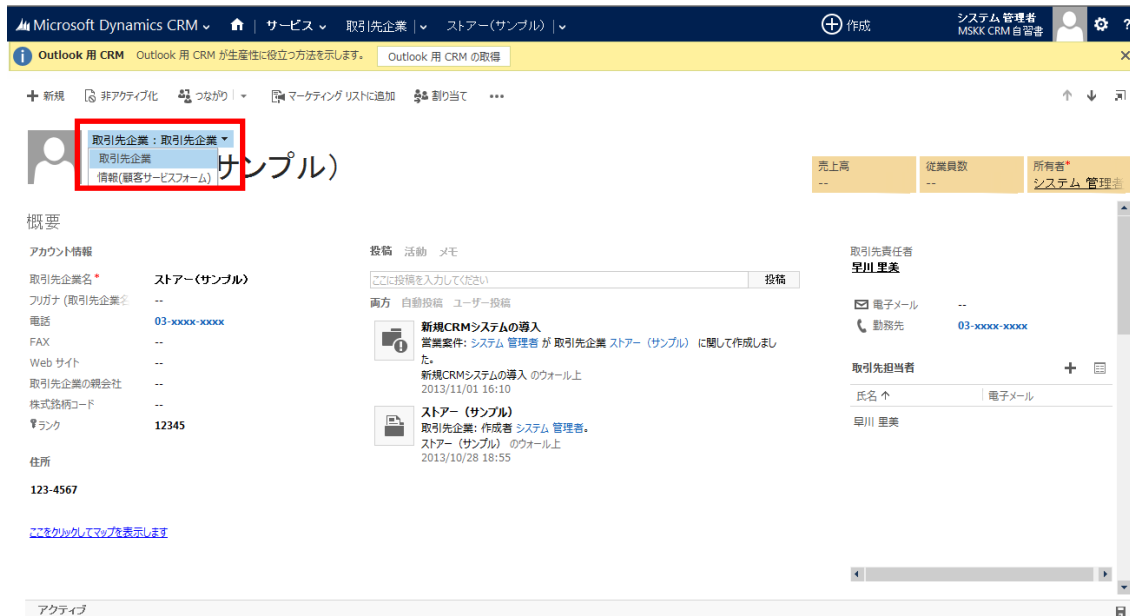 Microsoft Dynamics CRM サービス 取引先企業 ストアー(サンプル) 作成 システム 管理者
MSKK CRM 自習書
?
Outlook 用 CRM Outlook 用 CRM が生産性に役立つ方法を示します。 Outlook 用 CRM の取得
新規 非アクティブ化 つながり マーケティング リストに追加 割り当て
取引先企業 : 取引先企業
取引先企業
情報(顧客サービスフォーム)
サンプル)
売上高 従業員数 所有者*
-- -- システム 管理者
概要
アカウント情報
取引先企業名* ストアー(サンプル)
フリガナ (取引先企業名 --
電話 03-xxxx-xxxx
FAX --
Web サイト --
取引先企業の親会社 --
株式銘柄コード --
ランク 12345
住所
123-4567
ここをクリックしてマップを表示します
投稿 活動 メモ
ここに投稿を入力してください 投稿
両方 自動投稿 ユーザー投稿
新規CRMシステムの導入
営業案件: システム 管理者 が 取引先企業 ストアー（サンプル） に関して作成しまし
た。
新規CRMシステムの導入 のウォール上
2013/11/01 16:10
ストアー（サンプル）
取引先企業: 作成者 システム 管理者。
ストアー（サンプル） のウォール上
2013/10/28 18:55
取引先責任者
早川 里美
電子メール --
勤務先 03-xxxx-xxxx
取引先担当者
氏名 電子メール
早川 里美
アクティブ